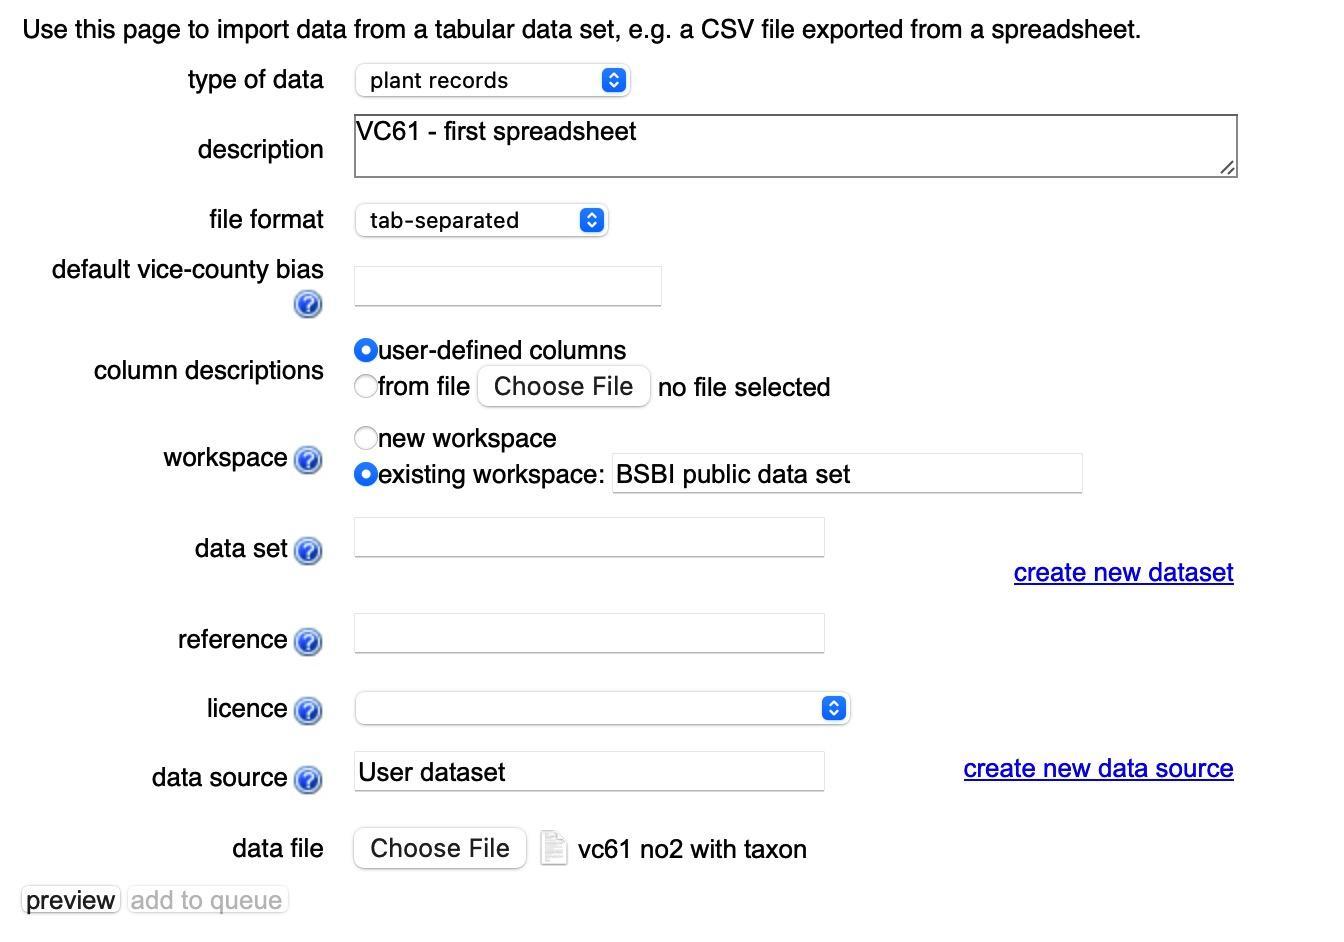 Use this page to import data from a tabular data set, e.g. a CSV file exported from a spreadsheet.
type of data plant records
description VC61 - first spreadsheet
file format tab-separated
default vice-county bias
column descriptions
user-defined columns
from file Choose File no file selected
workspace
new workspace
existing workspace: BSBI public data set
data set
create new dataset
reference
licence
data source User dataset create new data source
data file Choose File vc61 no2 with taxon
preview add to queue